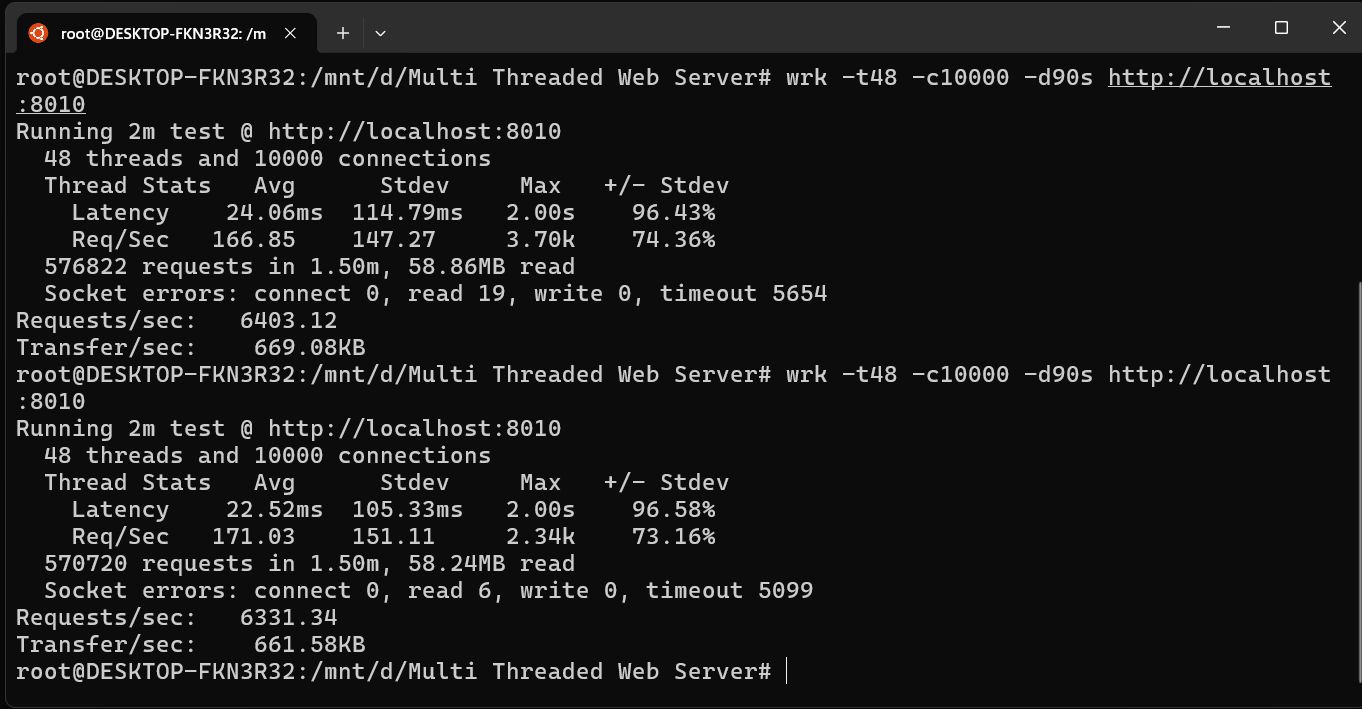 root@DESKTOP-FKN3R32: /m
root@DESKTOP-FKN3R32:/mnt/d/Multi Threaded Web Server# wrk -t48 -c10000 -d90s http://localhost
:8010
Running 2m test @ http://localhost:8010
  48 threads and 10000 connections
  Thread Stats   Avg      Stdev     Max   +/- Stdev
    Latency    24.06ms  114.79ms   2.00s    96.43%
    Req/Sec   166.85    147.27     3.70k    74.36%
  576822 requests in 1.50m, 58.86MB read
  Socket errors: connect 0, read 19, write 0, timeout 5654
Requests/sec:   6403.12
Transfer/sec:    669.08KB
root@DESKTOP-FKN3R32:/mnt/d/Multi Threaded Web Server# wrk -t48 -c10000 -d90s http://localhost
:8010
Running 2m test @ http://localhost:8010
  48 threads and 10000 connections
  Thread Stats   Avg      Stdev     Max   +/- Stdev
    Latency    22.52ms  105.33ms   2.00s    96.58%
    Req/Sec   171.03    151.11     2.34k    73.16%
  570720 requests in 1.50m, 58.24MB read
  Socket errors: connect 0, read 6, write 0, timeout 5099
Requests/sec:   6331.34
Transfer/sec:    661.58KB
root@DESKTOP-FKN3R32:/mnt/d/Multi Threaded Web Server#